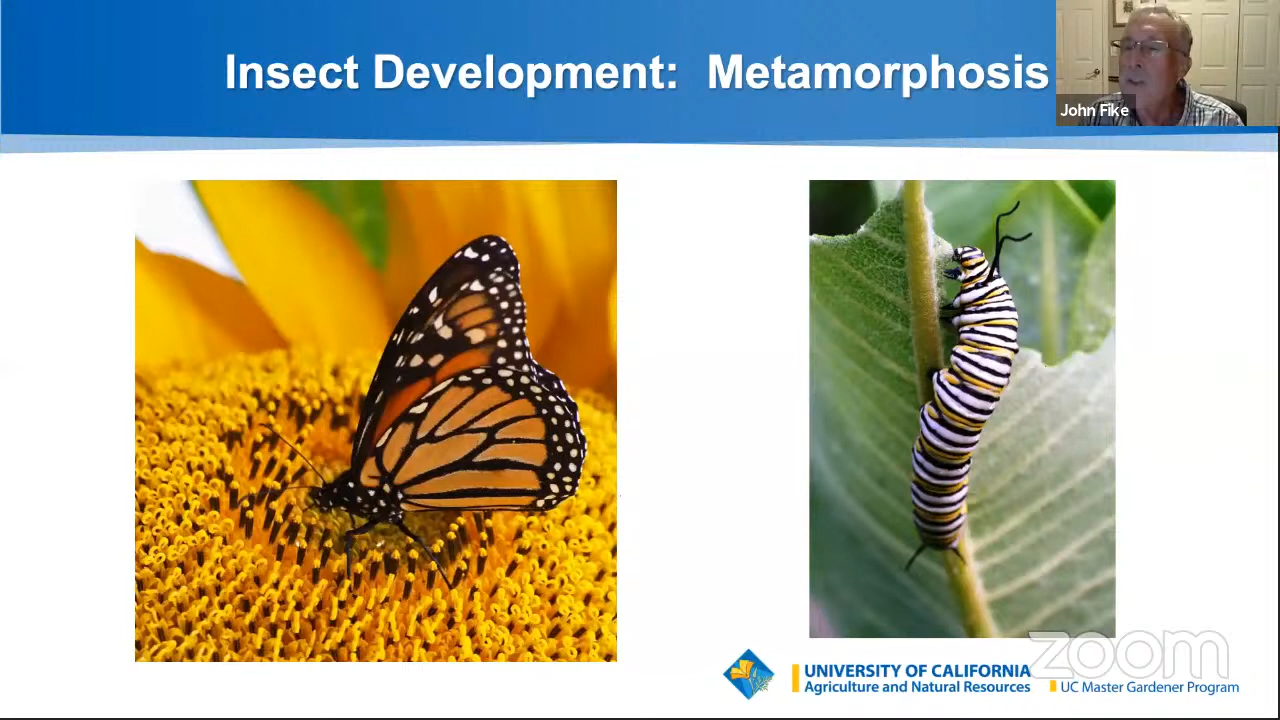 Insect Development: Metamorphosis
John Fike
zoom
UNIVERSITY OF CALIFORNIA
Agriculture and Natural Resources
UC Master Gardener Program